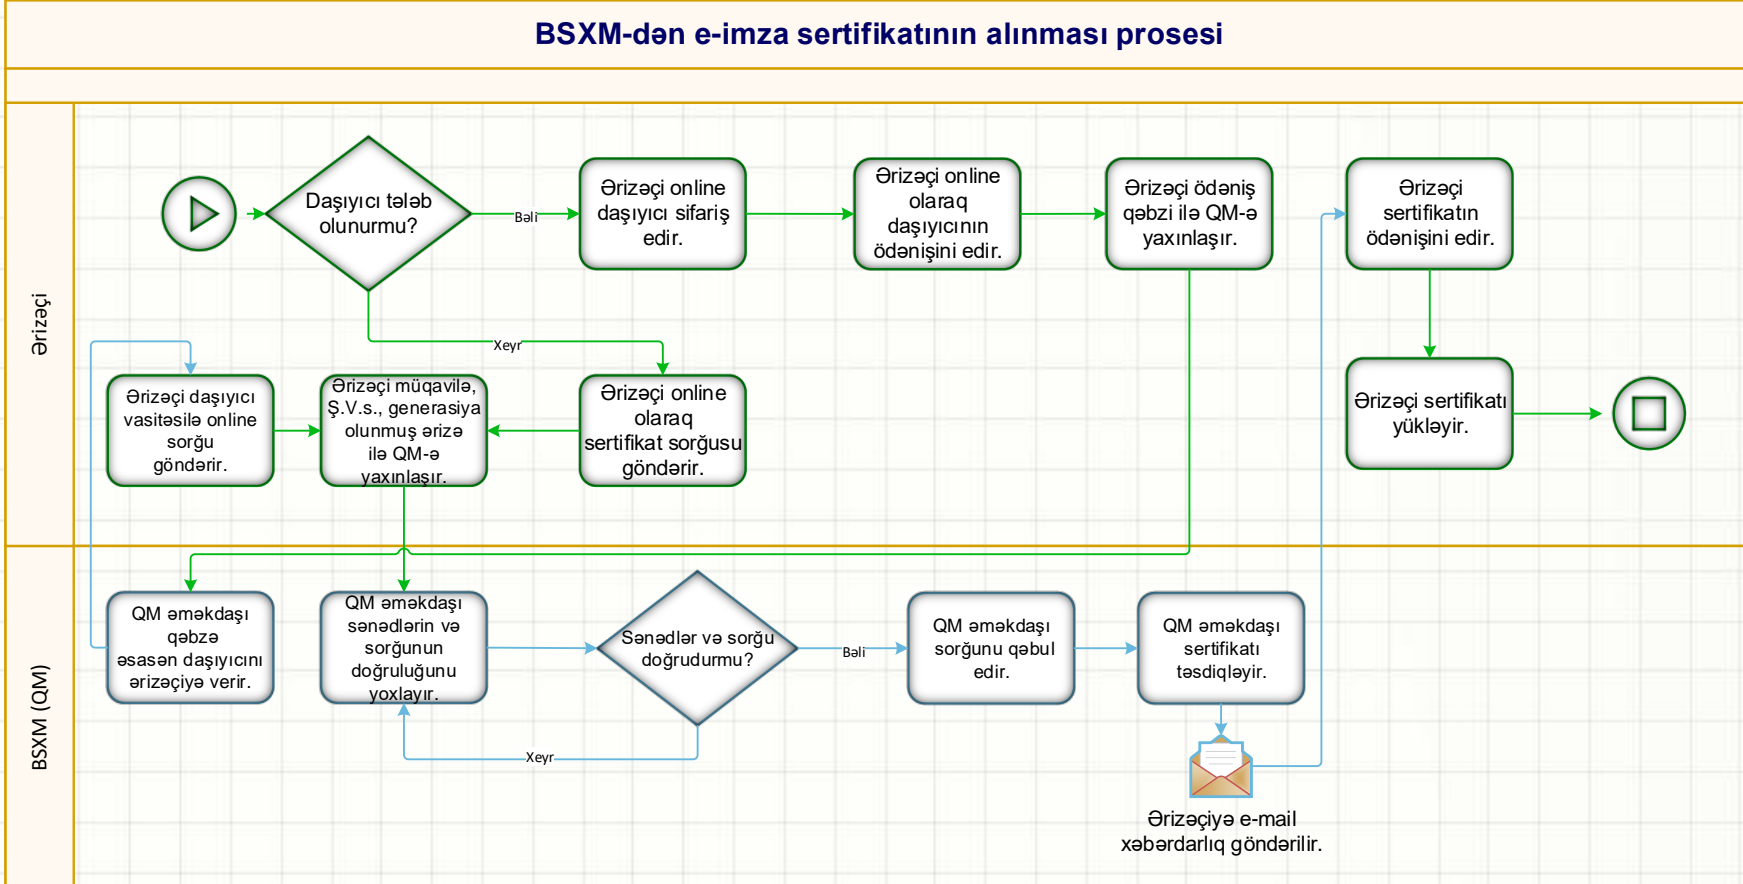 BSXM-dən e-imza sertifikatının alınması prosesi
Ərizəçi
Daşıyıcı tələb
olunurmu?
Bəli
Ərizəçi online
daşıyıcı sifariş
edir.
Ərizəçi online
olaraq
daşıyıcının
ödənişini edir.
Ərizəçi ödəniş
qəbzi ilə QM-ə
yaxınlaşır.
Ərizəçi
sertifikatın
ödənişini edir.
Xeyr
Ərizəçi daşıyıcı
vasitəsilə online
sorğu
göndərir.
Ərizəçi müqavilə,
Ş.V.s., generasiya
olunmuş ərizə
ilə QM-ə
yaxınlaşır.
Ərizəçi online
olaraq
sertifikat sorğusu
göndərir.
Ərizəçi sertifikatı
yükləyir.
BSXM (QM)
QM əməkdaşı
qəbzə
əsasən daşıyıcını
ərizəçiyə verir.
QM əməkdaşı
sənədlərin və
sorğunun
doğruluğunu
yoxlayır.
Sənədlər və sorğu
doğrudurmu?
Bəli
QM əməkdaşı
sorğunu qəbul
edir.
QM əməkdaşı
sertifikatı
təsdiqləyir.
Xeyr
Ərizəçiyə e-mail
xəbərdarlıq göndərilir.